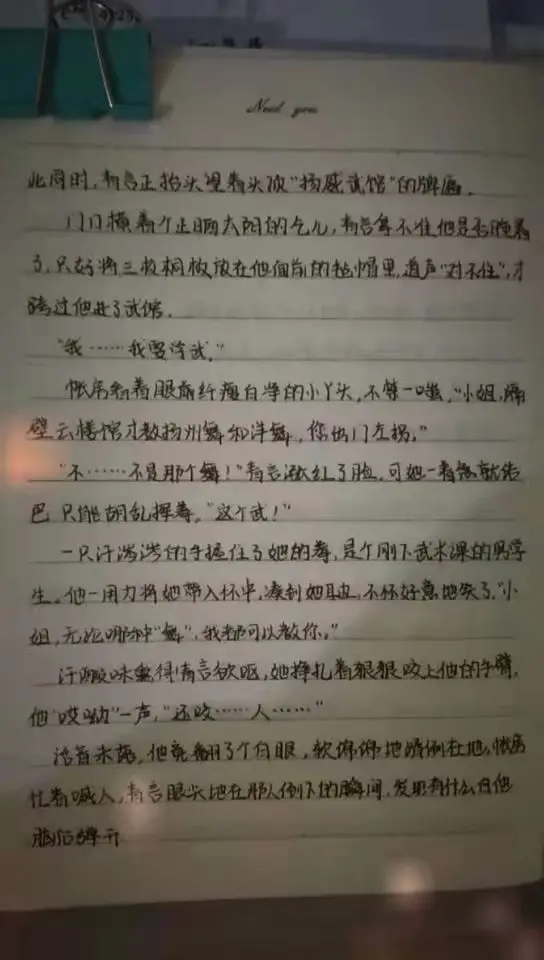 Need you
此同时,青言正抬头望着头顶“扬威武馆”的牌匾。
门口横着个正晒太阳的乞儿,青言拿不准他是否睡着
了,只好将三枚铜板放在他面前的毡帽里,道声“对不住”,才
跨过他进了武馆。
“我……我要学武。”
帐房看着眼前纤瘦白净的小丫头,不禁一嗤,“小姐,隔
壁云楼馆才教扬州舞和洋舞,您出门左拐。”
“不……不是那个舞!”青言涨红了脸,可她一着急就结
巴 只能胡乱挥拳,“这个武!”
一只汗涔涔的手握住了她的拳,是个刚下武术课的男学
生。他一用力将她带入怀中,凑到她耳边,不怀好意地笑了,“小
姐,无论哪种“舞”,我都可以教你。”
汗酸味熏得青言欲呕,她挣扎着狠狠咬上他的手臂,
他“哎呦”一声,“还咬……人……”
话音未落,他竟翻了个白眼,软绵绵地倒在地。帐房
忙着喊人,青言眼尖地在那人倒下的瞬间,发现有什么在他
脑后弹开